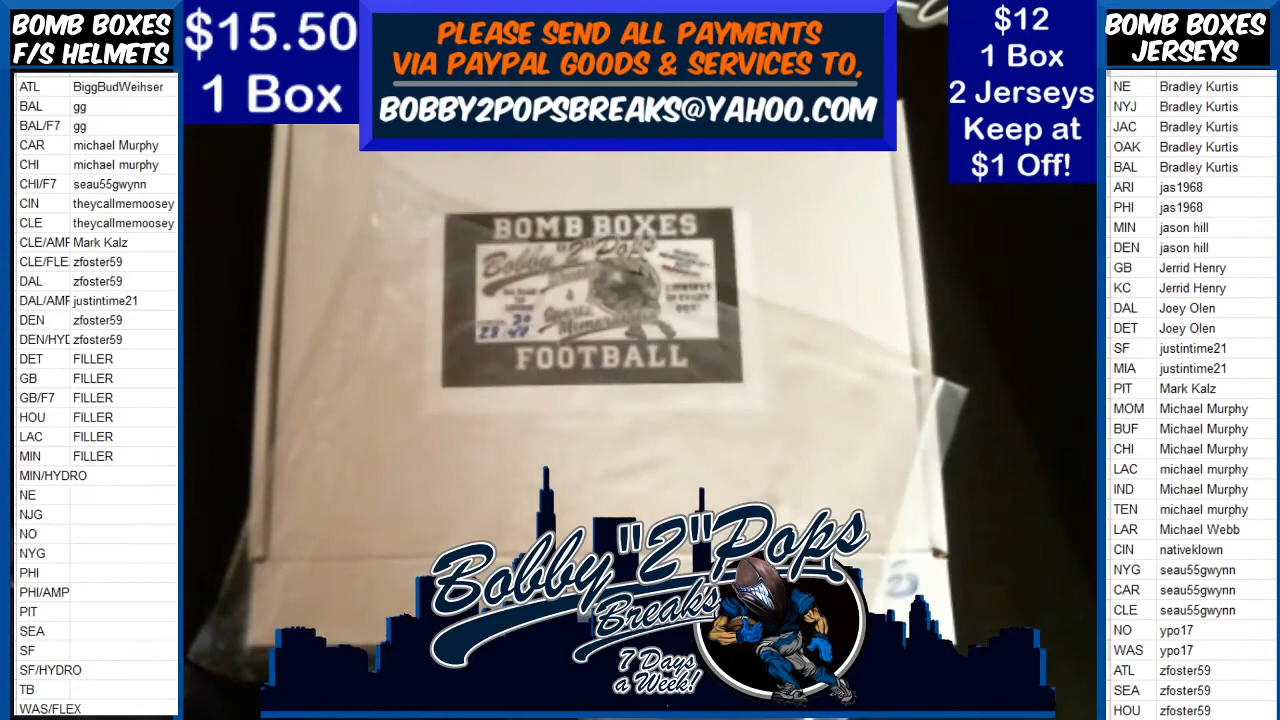 BOMB BOXES
F/S HELMETS
ATL BiggBudWeihser
BAL gg
BAL/F7 gg
CAR michael Murphy
CHI michael murphy
CHI/F7 seau55gwynn
CIN theycallmemoosey
CLE theycallmemoosey
CLE/AMF Mark Kalz
CLE/FLE zfoster59
DAL zfoster59
DAL/AMF justintime21
DEN zfoster59
DEN/HYD zfoster59
DET FILLER
GB FILLER
GB/F7 FILLER
HOU FILLER
LAC FILLER
MIN FILLER
MIN/HYDRO
NE
NJG
NO
NYG
PHI
PHI/AMP
PIT
SEA
SF
SF/HYDRO
TB
WAS/FLEX
$15.50
1 Box
PLEASE SEND ALL PAYMENTS
VIA PAYPAL GOODS & SERVICES TO,
BOBBY2POPSBREAKS@YAHOO.COM
BOMB BOXES
Bobby "2" Pops
FOOTBALL
Bobby "2" Pops
Breaks
7 Days
a Week!
$12
1 Box
2 Jerseys
Keep at
$1 Off!
BOMB BOXES
JERSEYS
NE Bradley Kurtis
NYJ Bradley Kurtis
JAC Bradley Kurtis
OAK Bradley Kurtis
BAL Bradley Kurtis
ARI jas1968
PHI jas1968
MIN jason hill
DEN jason hill
GB Jerrid Henry
KC Jerrid Henry
DAL Joey Olen
DET Joey Olen
SF justintime21
MIA justintime21
PIT Mark Kalz
MOM Michael Murphy
BUF Michael Murphy
CHI Michael Murphy
LAC michael murphy
IND Michael Murphy
TEN michael murphy
LAR Michael Webb
CIN nativeklown
NYG seau55gwynn
CAR seau55gwynn
CLE seau55gwynn
NO ypo17
WAS ypo17
ATL zfoster59
SEA zfoster59
HOU zfoster59